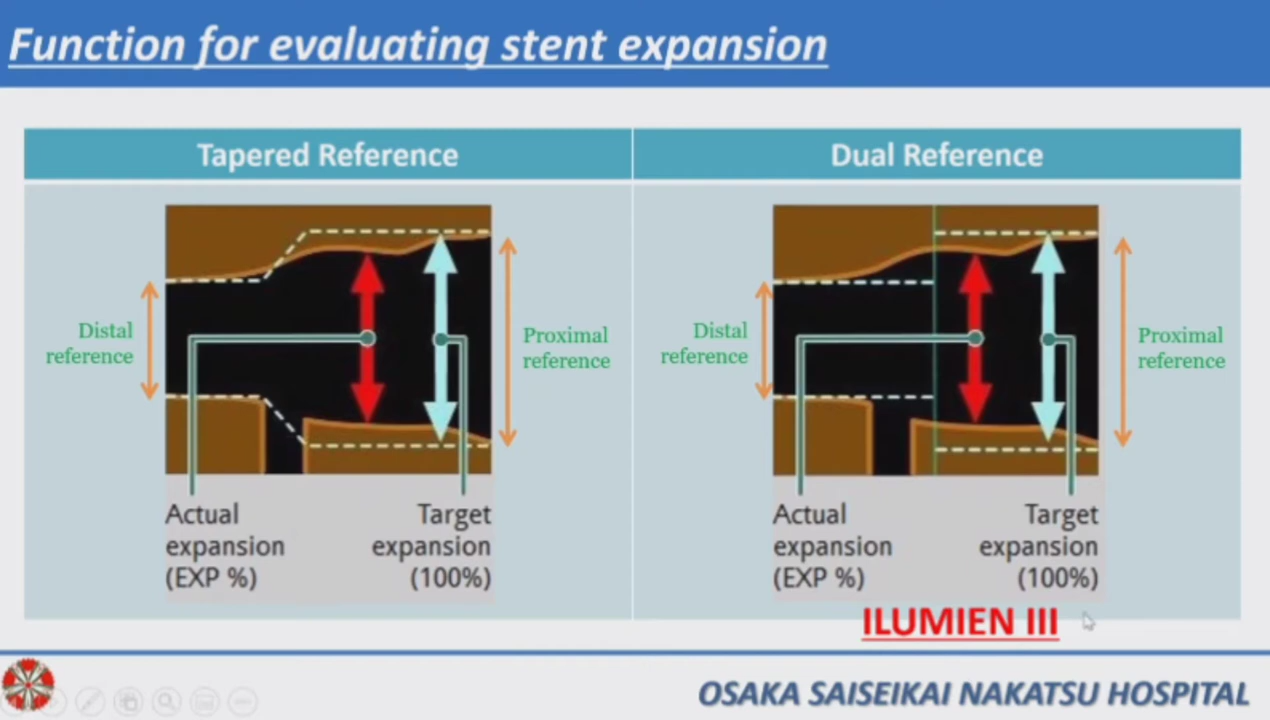 Function for evaluating stent expansion
Tapered Reference
Dual Reference
Distal
reference
Proximal
reference
Actual
expansion
(EXP %)
Target
expansion
(100%)
Distal
reference
Proximal
reference
Actual
expansion
(EXP %)
Target
expansion
(100%)
ILUMIEN III
OSAKA SAISEIKAI NAKATSU HOSPITAL